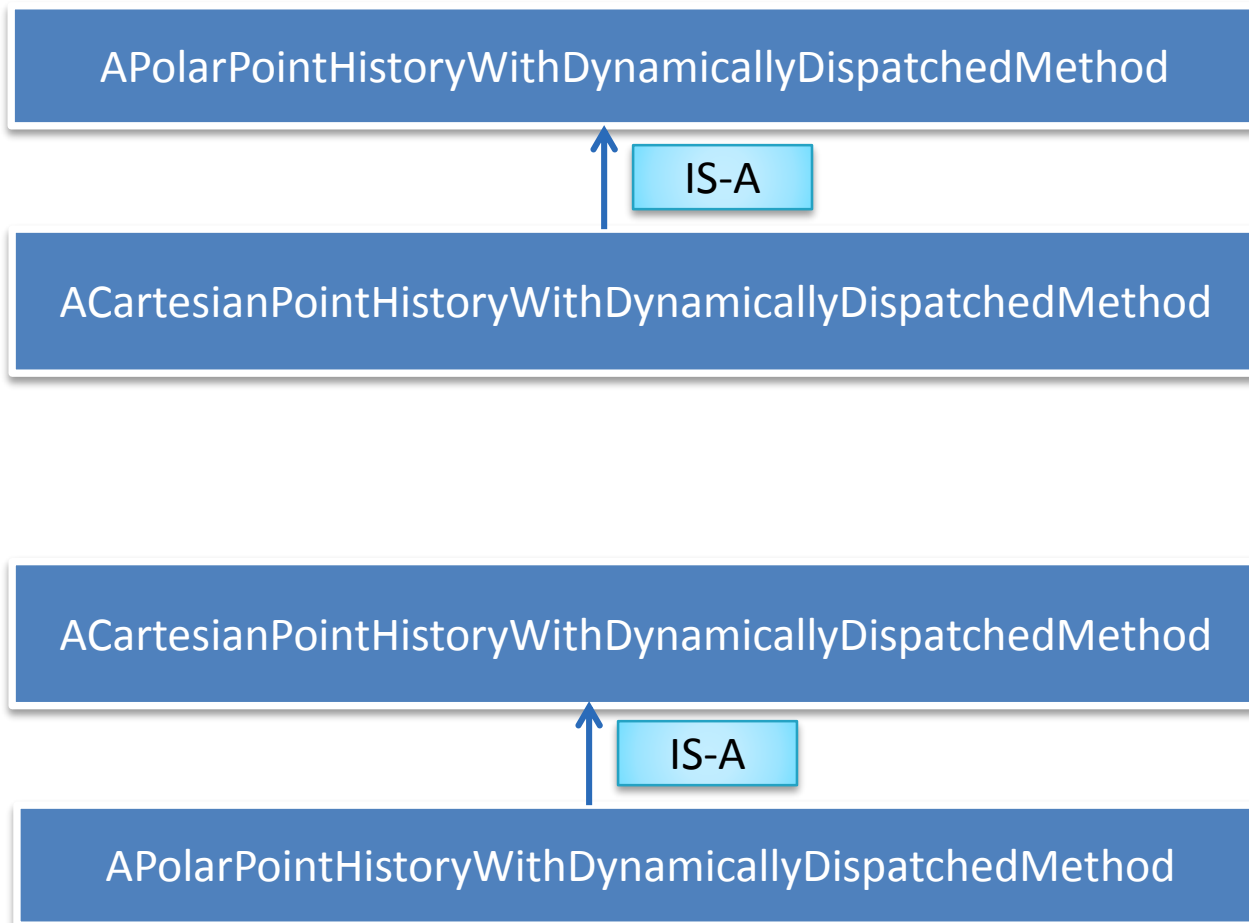 APolarPointHistoryWithDynamicallyDispatchedMethod
IS-A
ACartesianPointHistoryWithDynamicallyDispatchedMethod
ACartesianPointHistoryWithDynamicallyDispatchedMethod
IS-A
APolarPointHistoryWithDynamicallyDispatchedMethod